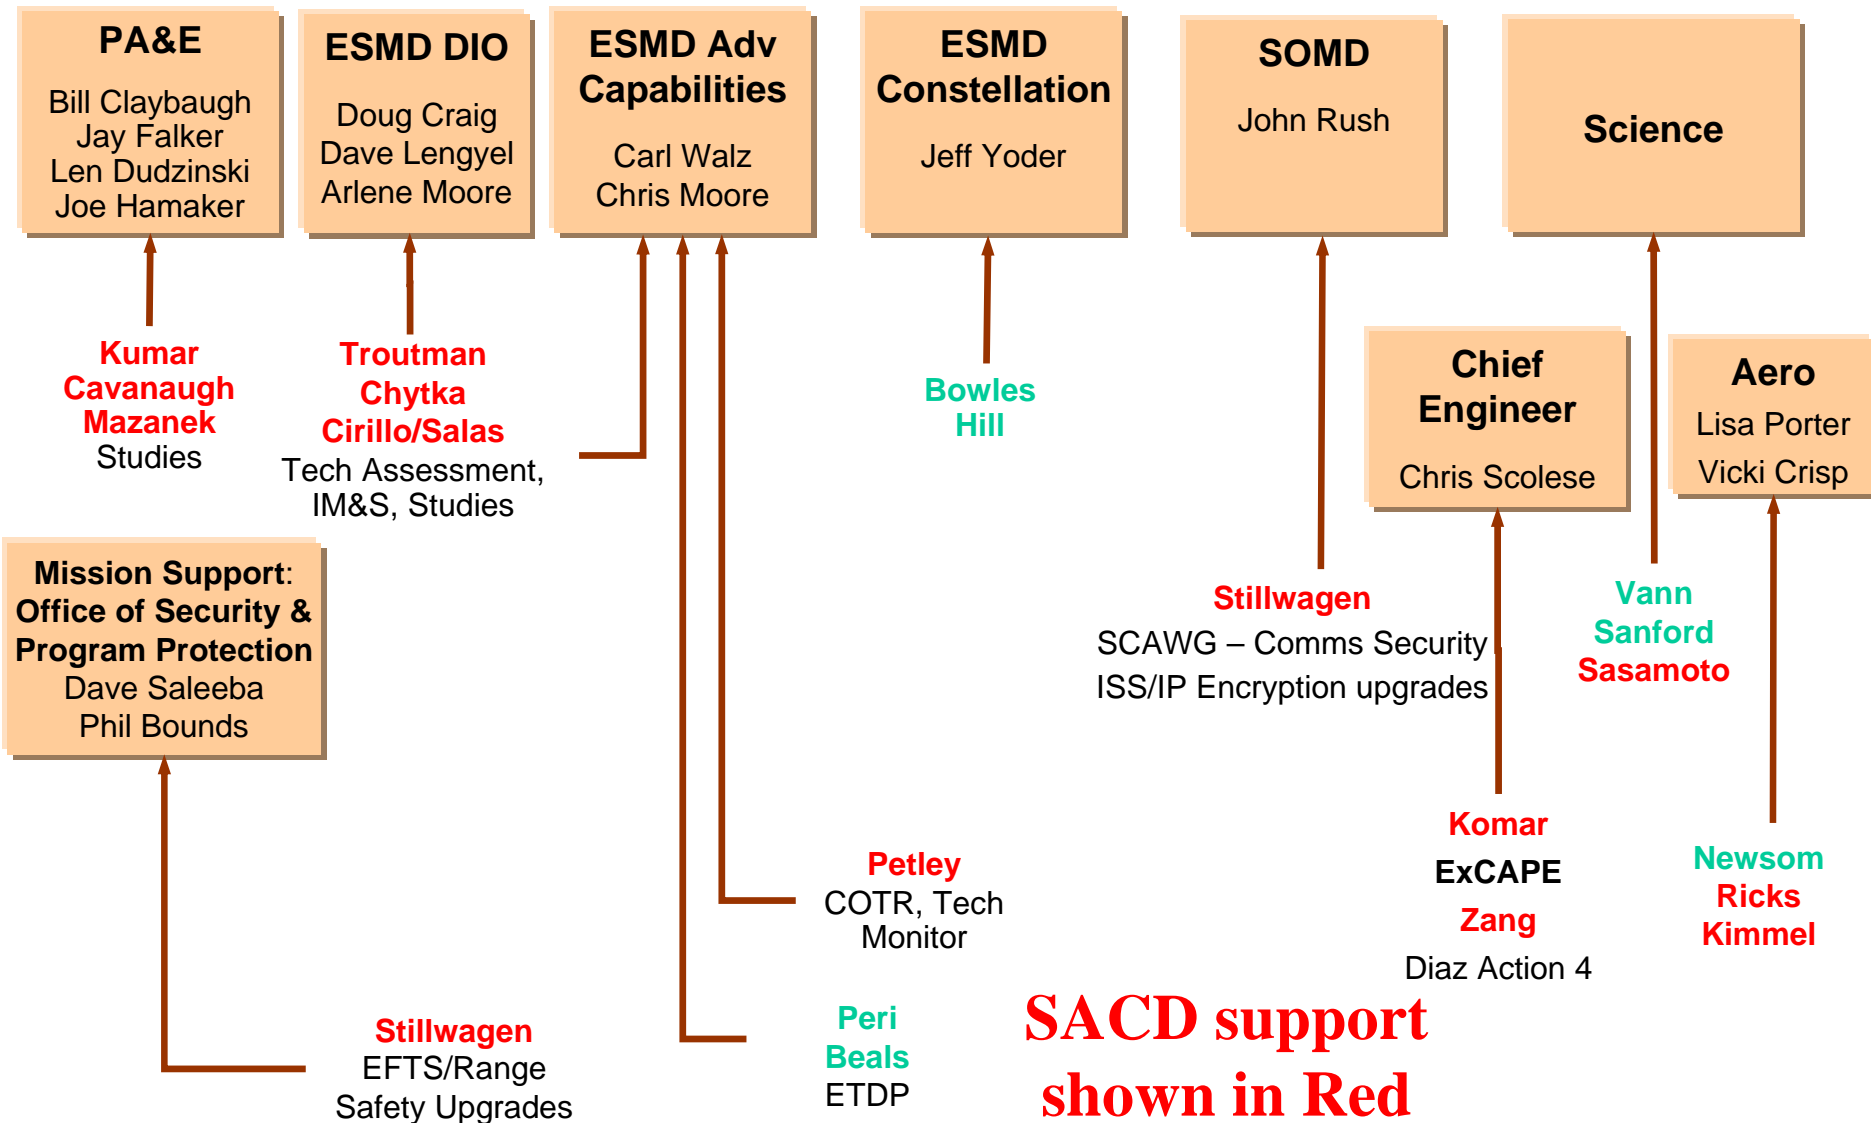 PA&E
Bill Claybaugh
Jay Falker
Len Dudzinski
Joe Hamaker
ESMD DIO
Doug Craig
Dave Lengyel
Arlene Moore
ESMD Adv
Capabilities
Carl Walz
Chris Moore
ESMD
Constellation
Jeff Yoder
SOMD
John Rush
Science
Kumar
Cavanaugh
Mazanek
Studies
Troutman
Chytka
Cirillo/Salas
Tech Assessment,
IM&S, Studies
Bowles
Hill
Chief
Engineer
Chris Scolese
Aero
Lisa Porter
Vicki Crisp
Mission Support:
Office of Security &
Program Protection
Dave Saleeba
Phil Bounds
Stillwagen
SCAWG – Comms Security
ISS/IP Encryption upgrades
Vann
Sanford
Sasamoto
Petley
COTR, Tech
Monitor
Komar
ExCAPE
Zang
Diaz Action 4
Newsom
Ricks
Kimmel
Stillwagen
EFTS/Range
Safety Upgrades
Peri
Beals
ETDP
SACD support
shown in Red